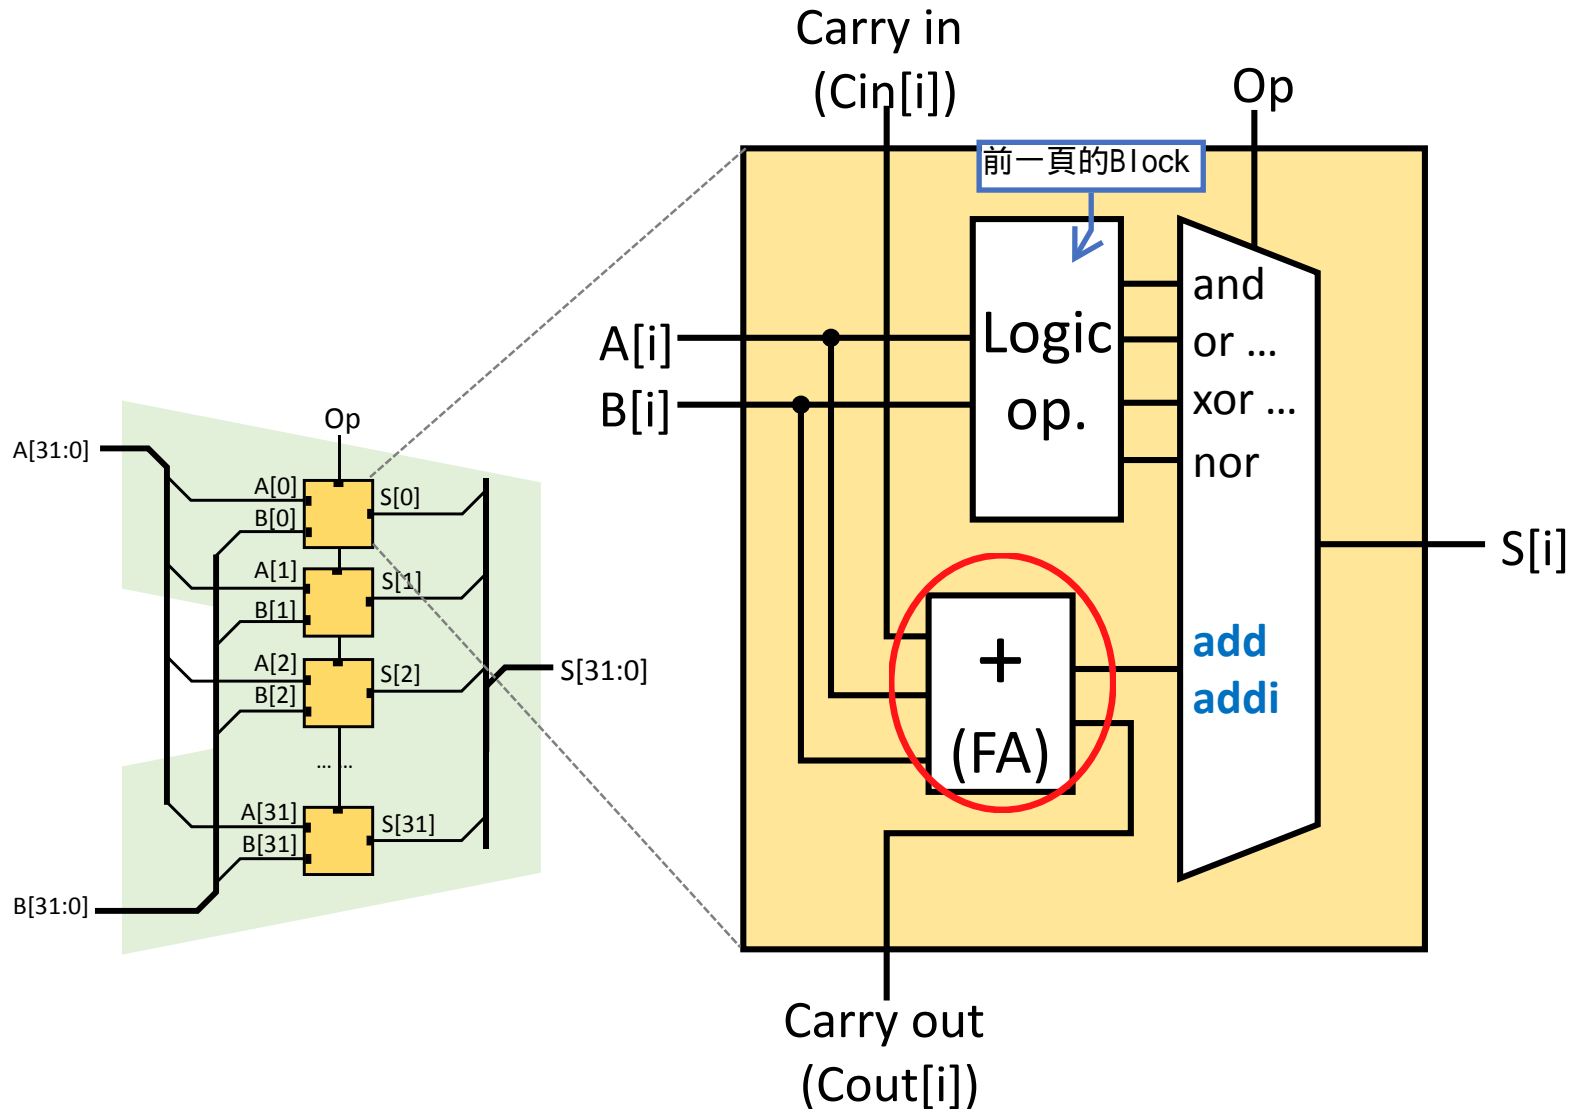 Carry in
(Cin[i])
Op
前一頁的Block
Logic
op.
and
or ...
xor ...
nor
A[i]
B[i]
+
(FA)
add
addi
S[i]
Carry out
(Cout[i])
Op
A[31:0]
A[0]
B[0]
S[0]
A[1]
B[1]
S[1]
A[2]
B[2]
S[2]
S[31:0]
... ...
A[31]
B[31]
S[31]
B[31:0]